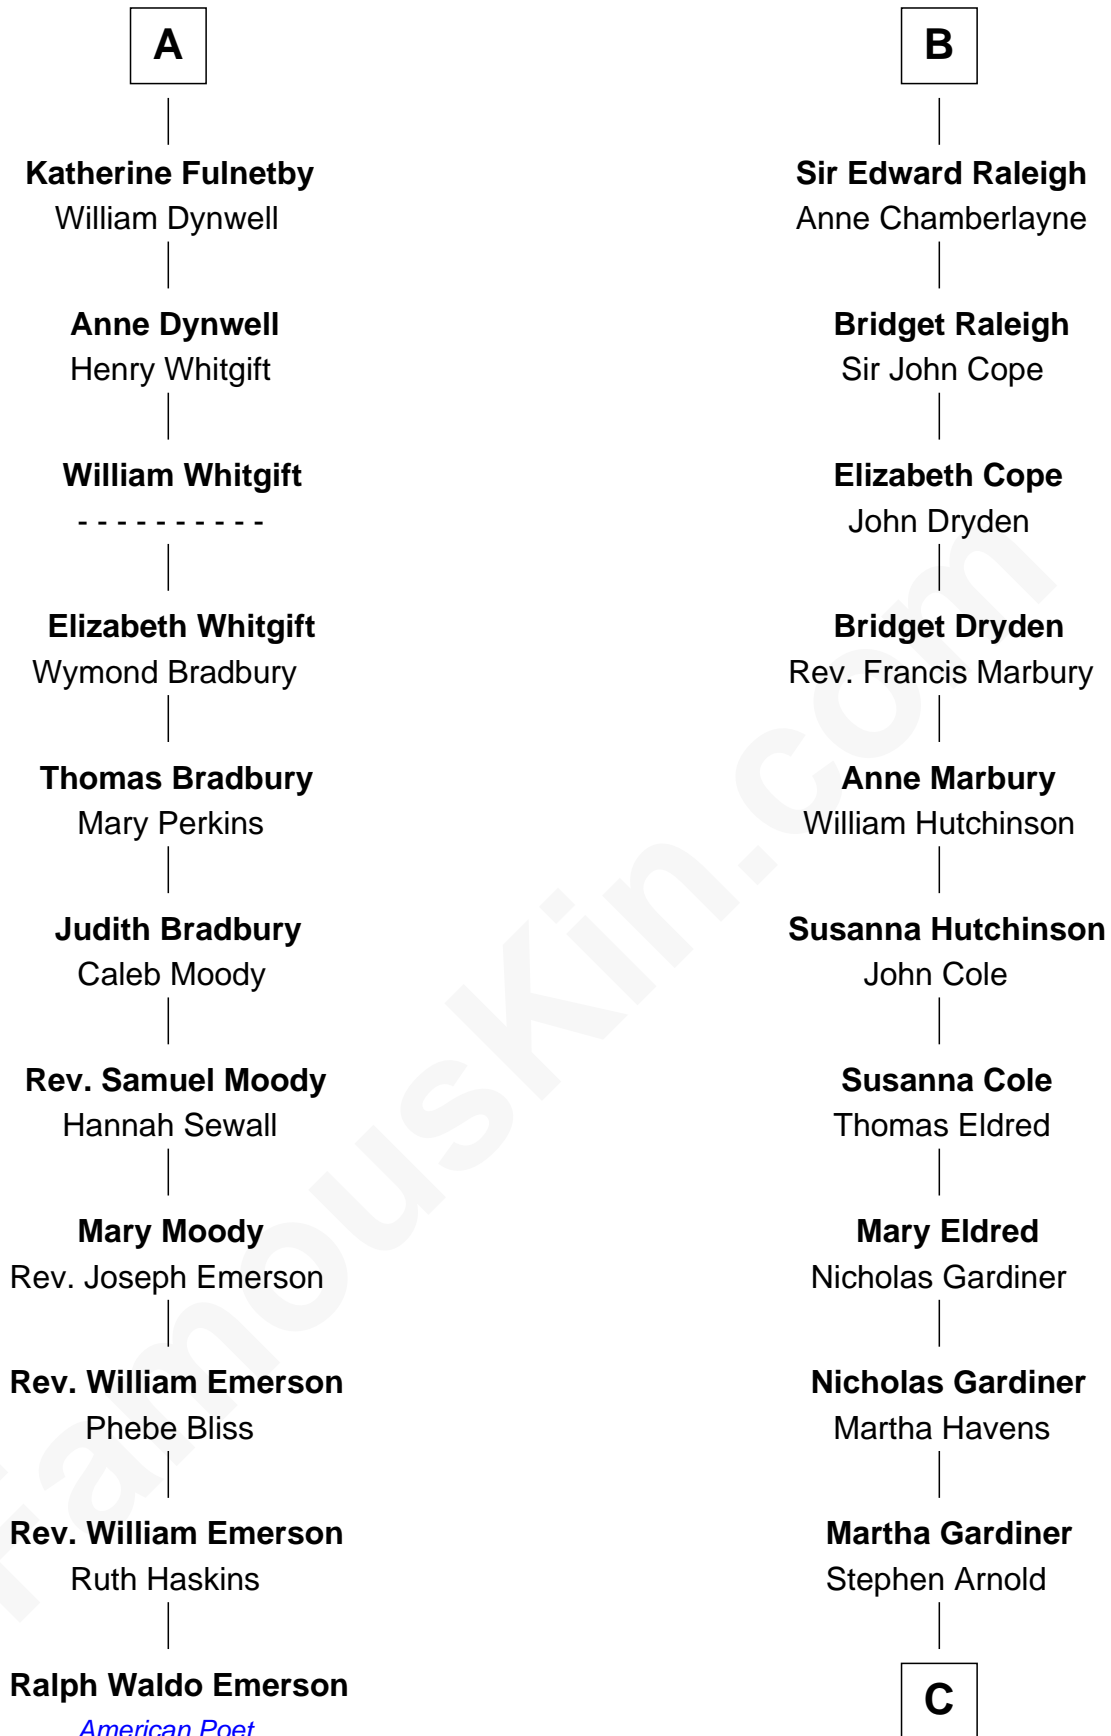 A
Katherine Fulnetby
William Dynwell
Anne Dynwell
Henry Whitgift
William Whitgift
- - - - - - - - - -
Elizabeth Whitgift
Wymond Bradbury
Thomas Bradbury
Mary Perkins
Judith Bradbury
Caleb Moody
Rev. Samuel Moody
Hannah Sewall
Mary Moody
Rev. Joseph Emerson
Rev. William Emerson
Phebe Bliss
Rev. William Emerson
Ruth Haskins
Ralph Waldo Emerson
American Poet
B
Sir Edward Raleigh
Anne Chamberlayne
Bridget Raleigh
Sir John Cope
Elizabeth Cope
John Dryden
Bridget Dryden
Rev. Francis Marbury
Anne Marbury
William Hutchinson
Susanna Hutchinson
John Cole
Susanna Cole
Thomas Eldred
Mary Eldred
Nicholas Gardiner
Nicholas Gardiner
Martha Havens
Martha Gardiner
Stephen Arnold
C
FamousKin.com